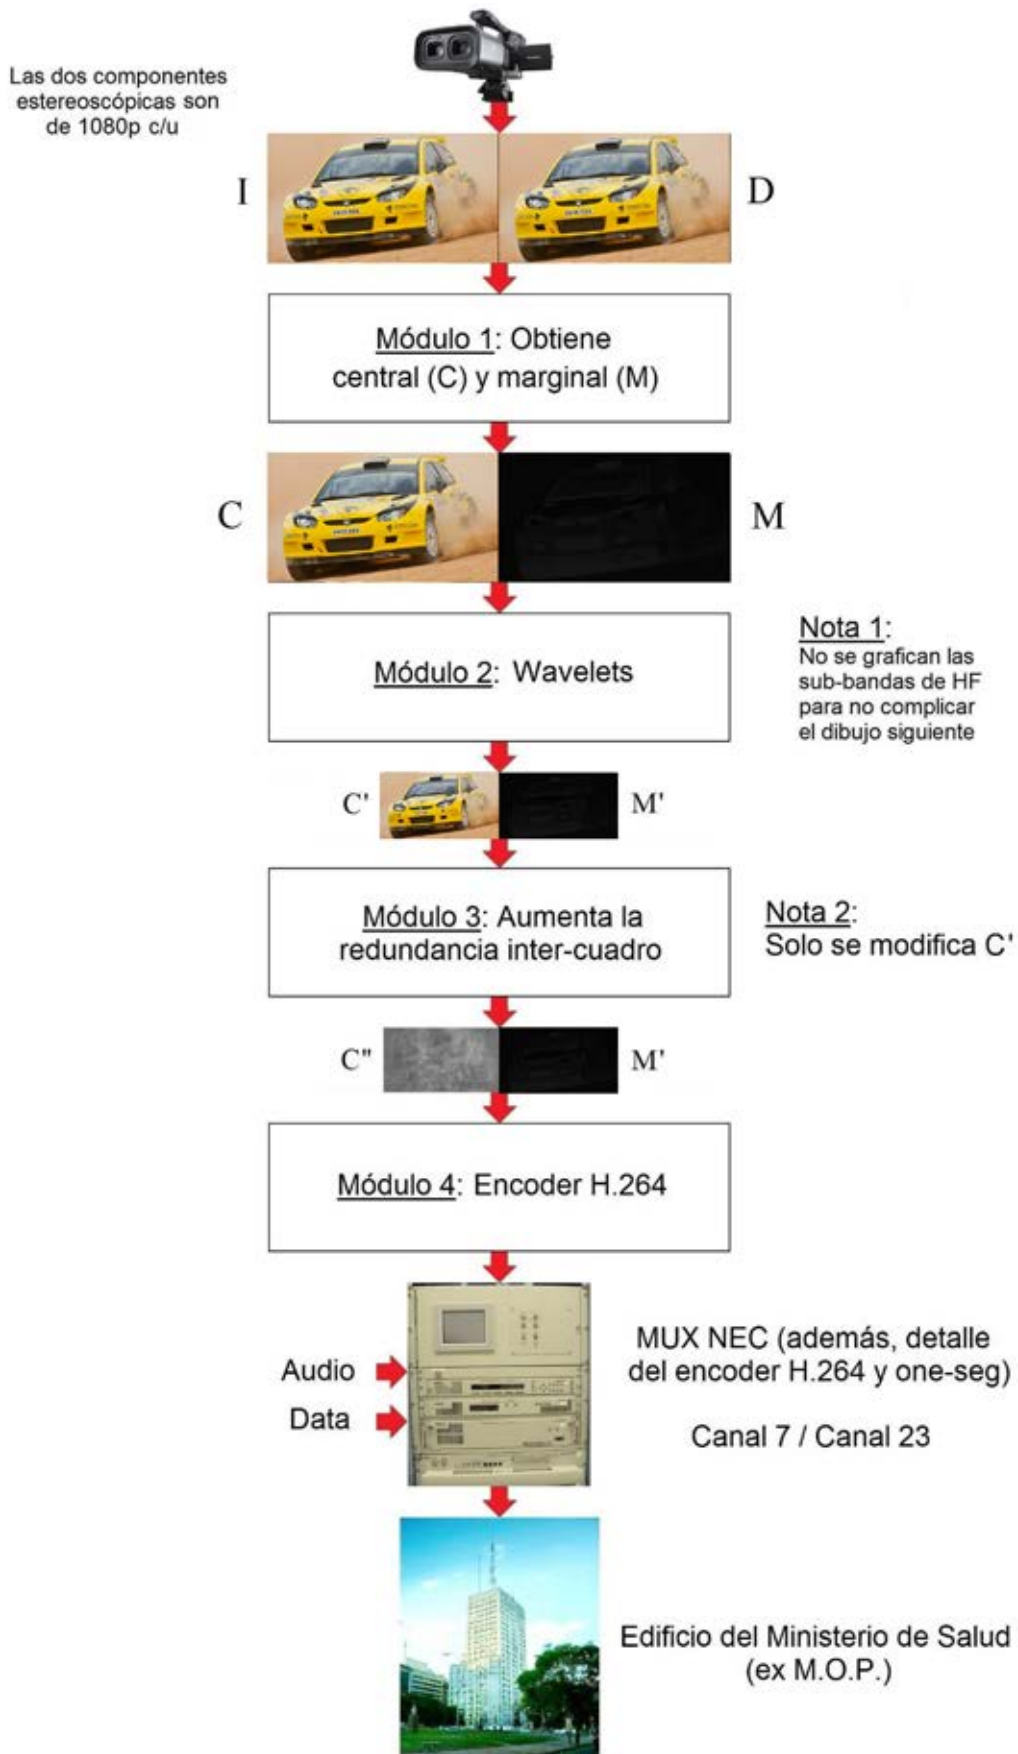 Las dos componentes
estereoscópicas son
de 1080p c/u
I
D
Módulo 1: Obtiene
central (C) y marginal (M)
C
M
Módulo 2: Wavelets
Nota 1:
No se grafican las
sub-bandas de HF
para no complicar
el dibujo siguiente
C'
M'
Módulo 3: Aumenta la
redundancia inter-cuadro
Nota 2:
Solo se modifica C'
C"
M'
Módulo 4: Encoder H.264
MUX NEC (además, detalle
del encoder H.264 y one-seg)
Canal 7 / Canal 23
Audio
Data
Edificio del Ministerio de Salud
(ex M.O.P.)